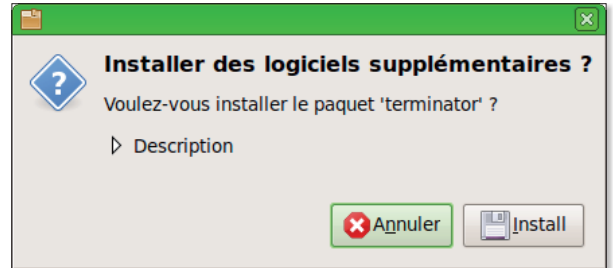 Installer des logiciels supplémentaires ?
Voulez-vous installer le paquet 'terminator' ?
Description
Annuler Install